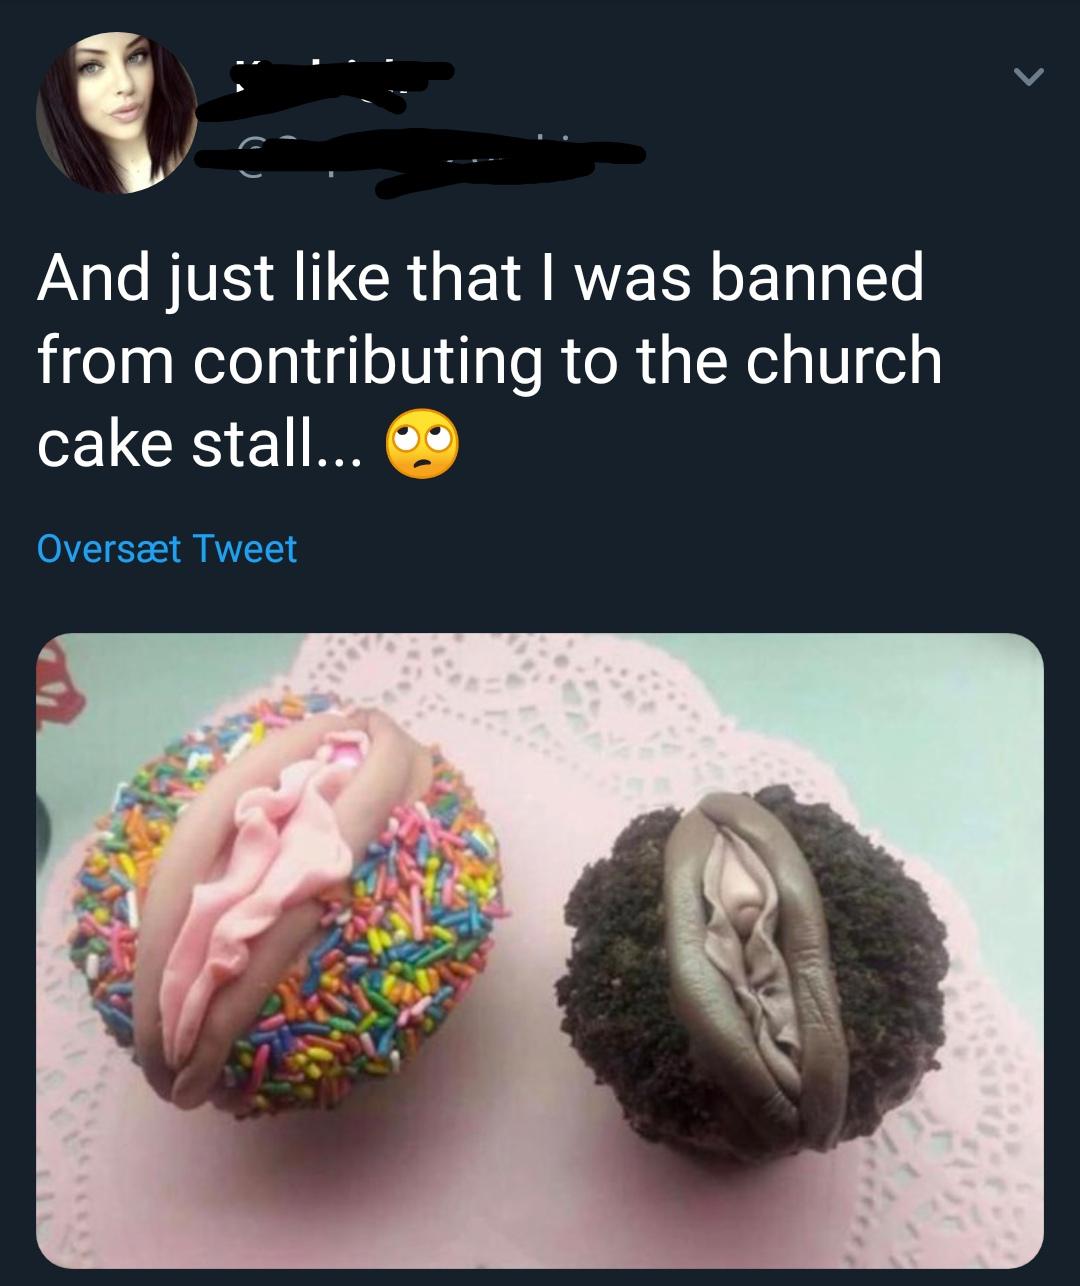 And just like that I was banned
from contributing to the church
cake stall... 🙄
Oversæt Tweet